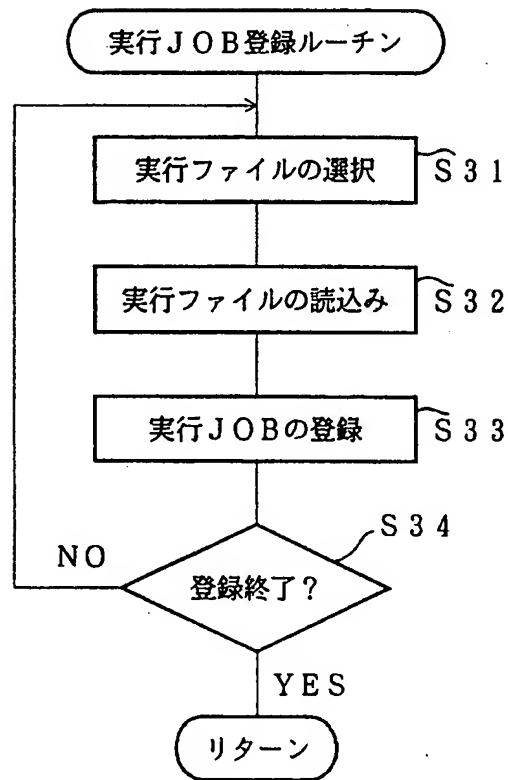 実行ＪＯＢ登録ルーチン
実行ファイルの選択
Ｓ３１
実行ファイルの読込み
Ｓ３２
実行ＪＯＢの登録
Ｓ３３
Ｓ３４
ＮＯ
登録終了？
ＹＥＳ
リターン